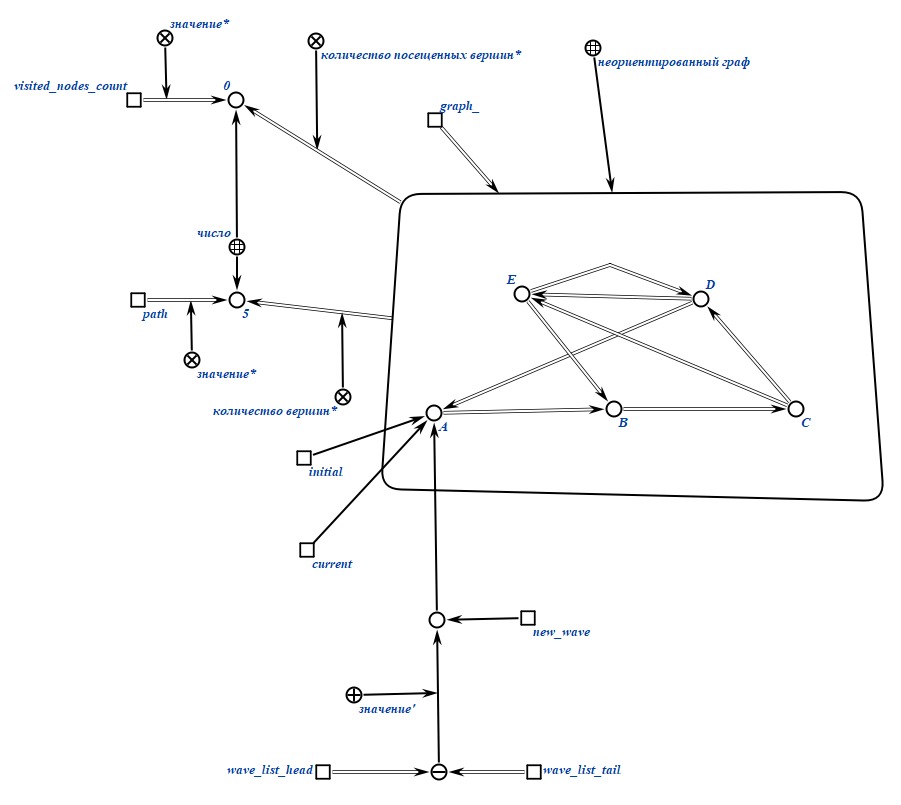 значение*
количество посещенных вершин*
неориентированный граф
visited_nodes_count
0
graph_
число
E
D
path
5
значение*
количество вершин*
A
B
C
initial
current
new_wave
значение'
wave_list_head
wave_list_tail